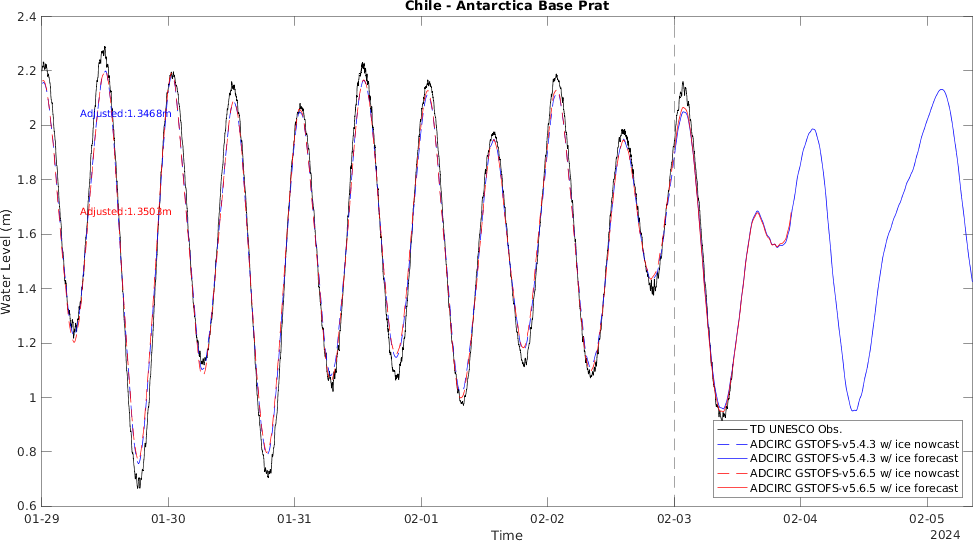 Chile - Antarctica Base Prat
2.4
2.2
2
1.8
1.6
1.4
1.2
1
0.8
0.6
Water Level (m)
Adjusted:1.3468m
Adjusted:1.3503m
TD UNESCO Obs.
ADCIRC GSTOFS-v5.4.3 w/ ice nowcast
ADCIRC GSTOFS-v5.4.3 w/ ice forecast
ADCIRC GSTOFS-v5.6.5 w/ ice nowcast
ADCIRC GSTOFS-v5.6.5 w/ ice forecast
01-29 01-30 01-31 02-01 02-02 02-03 02-04 02-05
Time
2024